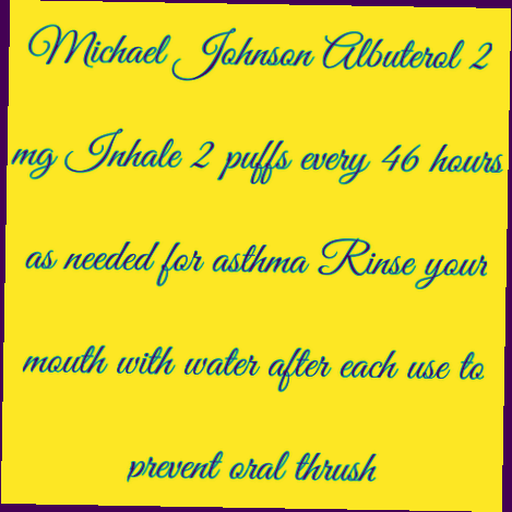 Michael Johnson Albuterol 2
mg Inhale 2 puffs every 46 hours
as needed for asthma Rinse your
mouth with water after each use to
prevent oral thrush